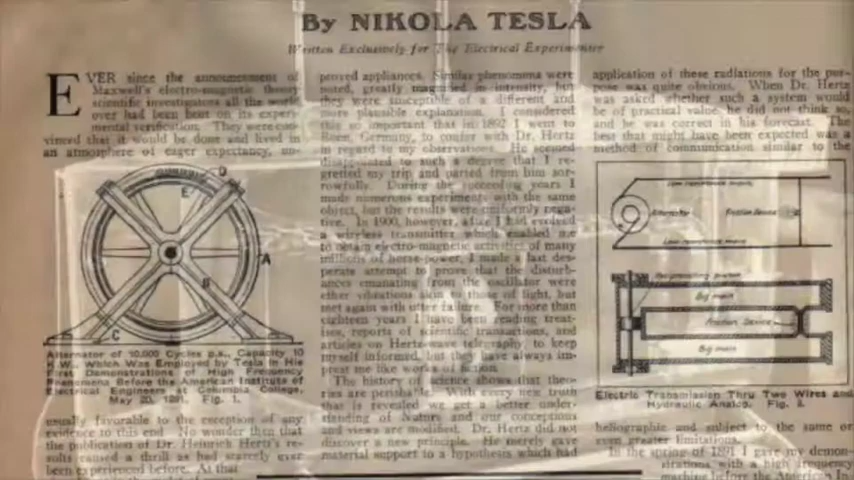 By NIKOLA TESLA
Written Exclusively for The Electrical Experimenter
EVER since the announcement of
Maxwell's electro-magnetic theory
scientific investigators all the world
over had been bent on its experi-
mental verification. They were con-
vinced that it would be done and lived in
an atmosphere of eager expectancy, un-
Alternator of 10,000 Cycles p.s., Capacity 10
K.W., Which Was Employed by Tesla in His
First Demonstrations of High Frequency
Phenomena Before the American Institute of
Electrical Engineers at Columbia College,
May 20, 1891. Fig. 1.
usually favorable to the reception of any
evidence to this end. No wonder then that
the publication of Dr. Heinrich Hertz's re-
sults caused a thrill as had scarcely ever
been experienced before. At that
proved appliances. Similar phenomena were
noted, greatly magnified in intensity, but
they were susceptible of a different and
more plausible explanation. I considered
this so important that in 1892 I went to
Bonn, Germany, to confer with Dr. Hertz
in regard to my observations. He seemed
disappointed to such a degree that I re-
gretted my trip and parted from him sor-
rowfully. During the succeeding years I
made numerous experiments with the same
object, but the results were uniformly nega-
tive. In 1900, however, after I had evolved
a wireless transmitter which enabled me
to obtain electro-magnetic activities of many
millions of horse-power, I made a last des-
perate attempt to prove that the disturb-
ances emanating from the oscillator were
ether vibrations akin to those of light, but
met again with utter failure. For more than
eighteen years I have been reading treat-
ises, reports of scientific transactions, and
articles on Hertz-wave telegraphy to keep
myself informed, but they have always im-
prest me like works of fiction.
The history of science shows that theo-
ries are perishable. With every new truth
that is revealed we get a better under-
standing of Nature and our conceptions
and views are modified. Dr. Hertz did not
discover a new principle. He merely gave
material support to a hypothesis which had
application of these radiations for the pur-
pose was quite obvious. When Dr. Hertz
was asked whether such a system would
be of practical value, he did not think so,
and he was correct in his forecast. The
best that might have been expected was a
method of communication similar to the
Alternator
Friction Device
Big main
Friction Device
Big main
Electric Transmission Thru Two Wires and
Hydraulic Analog. Fig. 2.
heliographic and subject to the same or
even greater limitations.
In the spring of 1891 I gave my demon-
strations with a high frequency
machine before the American In-
D
E
A
B
C